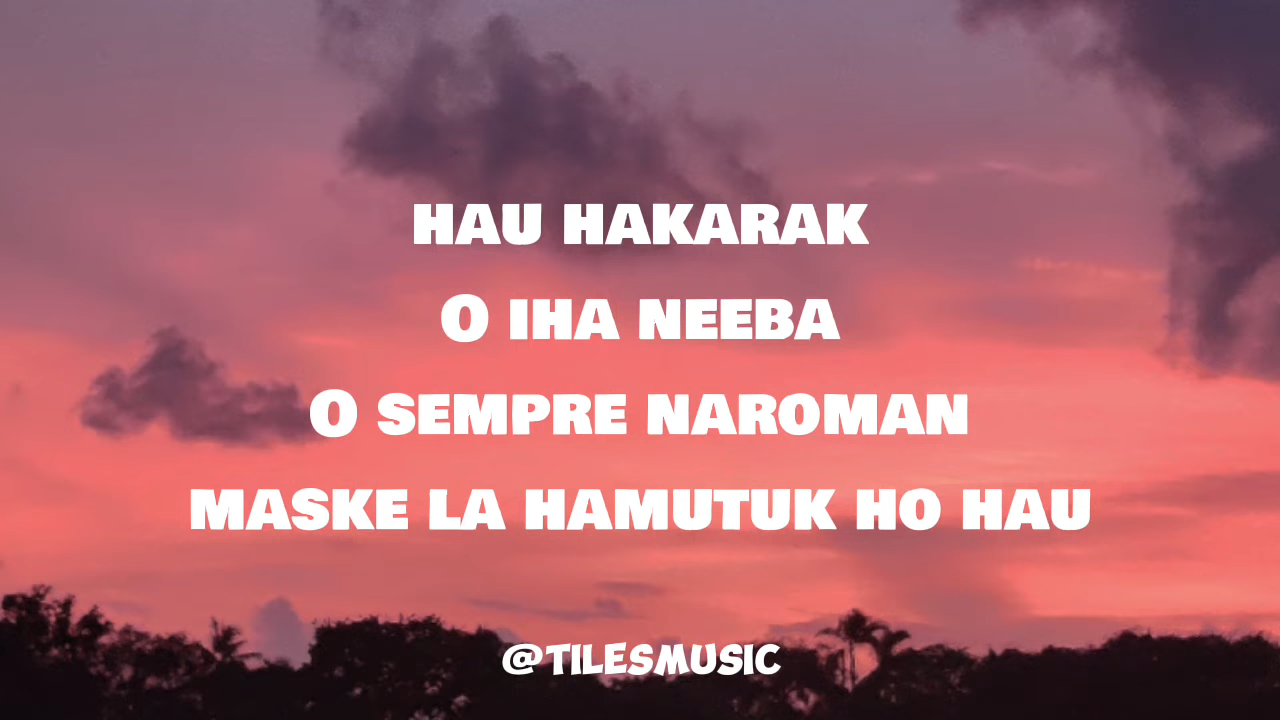 HAU HAKARAK
O IHA NEEBA
O SEMPRE NAROMAN
MASKE LA HAMUTUK HO HAU
@TILESMUSIC